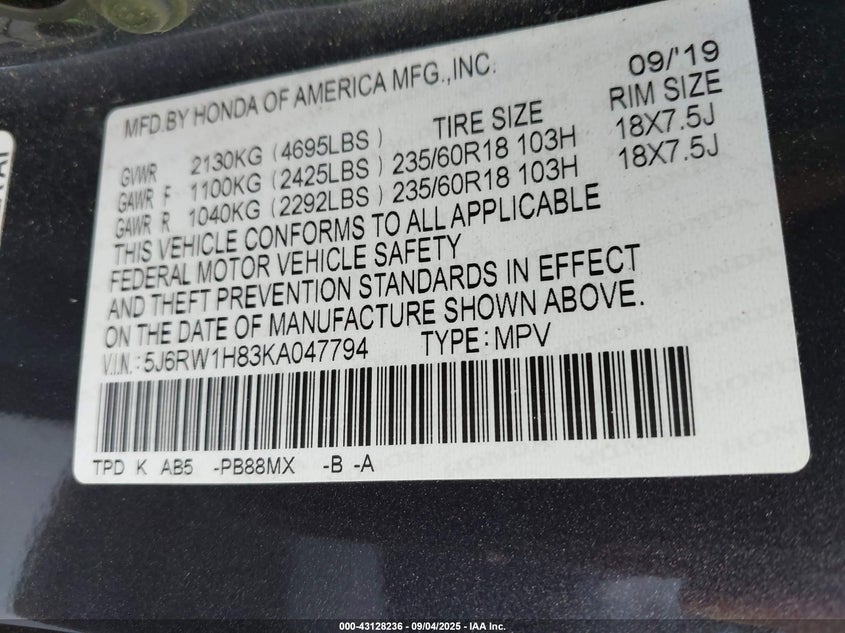 MFD.BY HONDA OF AMERICA MFG.,INC. 09/'19
TIRE SIZE RIM SIZE
GVWR 2130KG (4695LBS)
GAWR F 1100KG (2425LBS) 235/60R18 103H 18X7.5J
GAWR R 1040KG (2292LBS) 235/60R18 103H 18X7.5J
THIS VEHICLE CONFORMS TO ALL APPLICABLE
FEDERAL MOTOR VEHICLE SAFETY
AND THEFT PREVENTION STANDARDS IN EFFECT
ON THE DATE OF MANUFACTURE SHOWN ABOVE.
V.I.N.: 5J6RW1H83KA047794 TYPE: MPV
TPD K AB5 -PB88MX -B -A
000-43128236 - 09/04/2025 - IAA Inc.